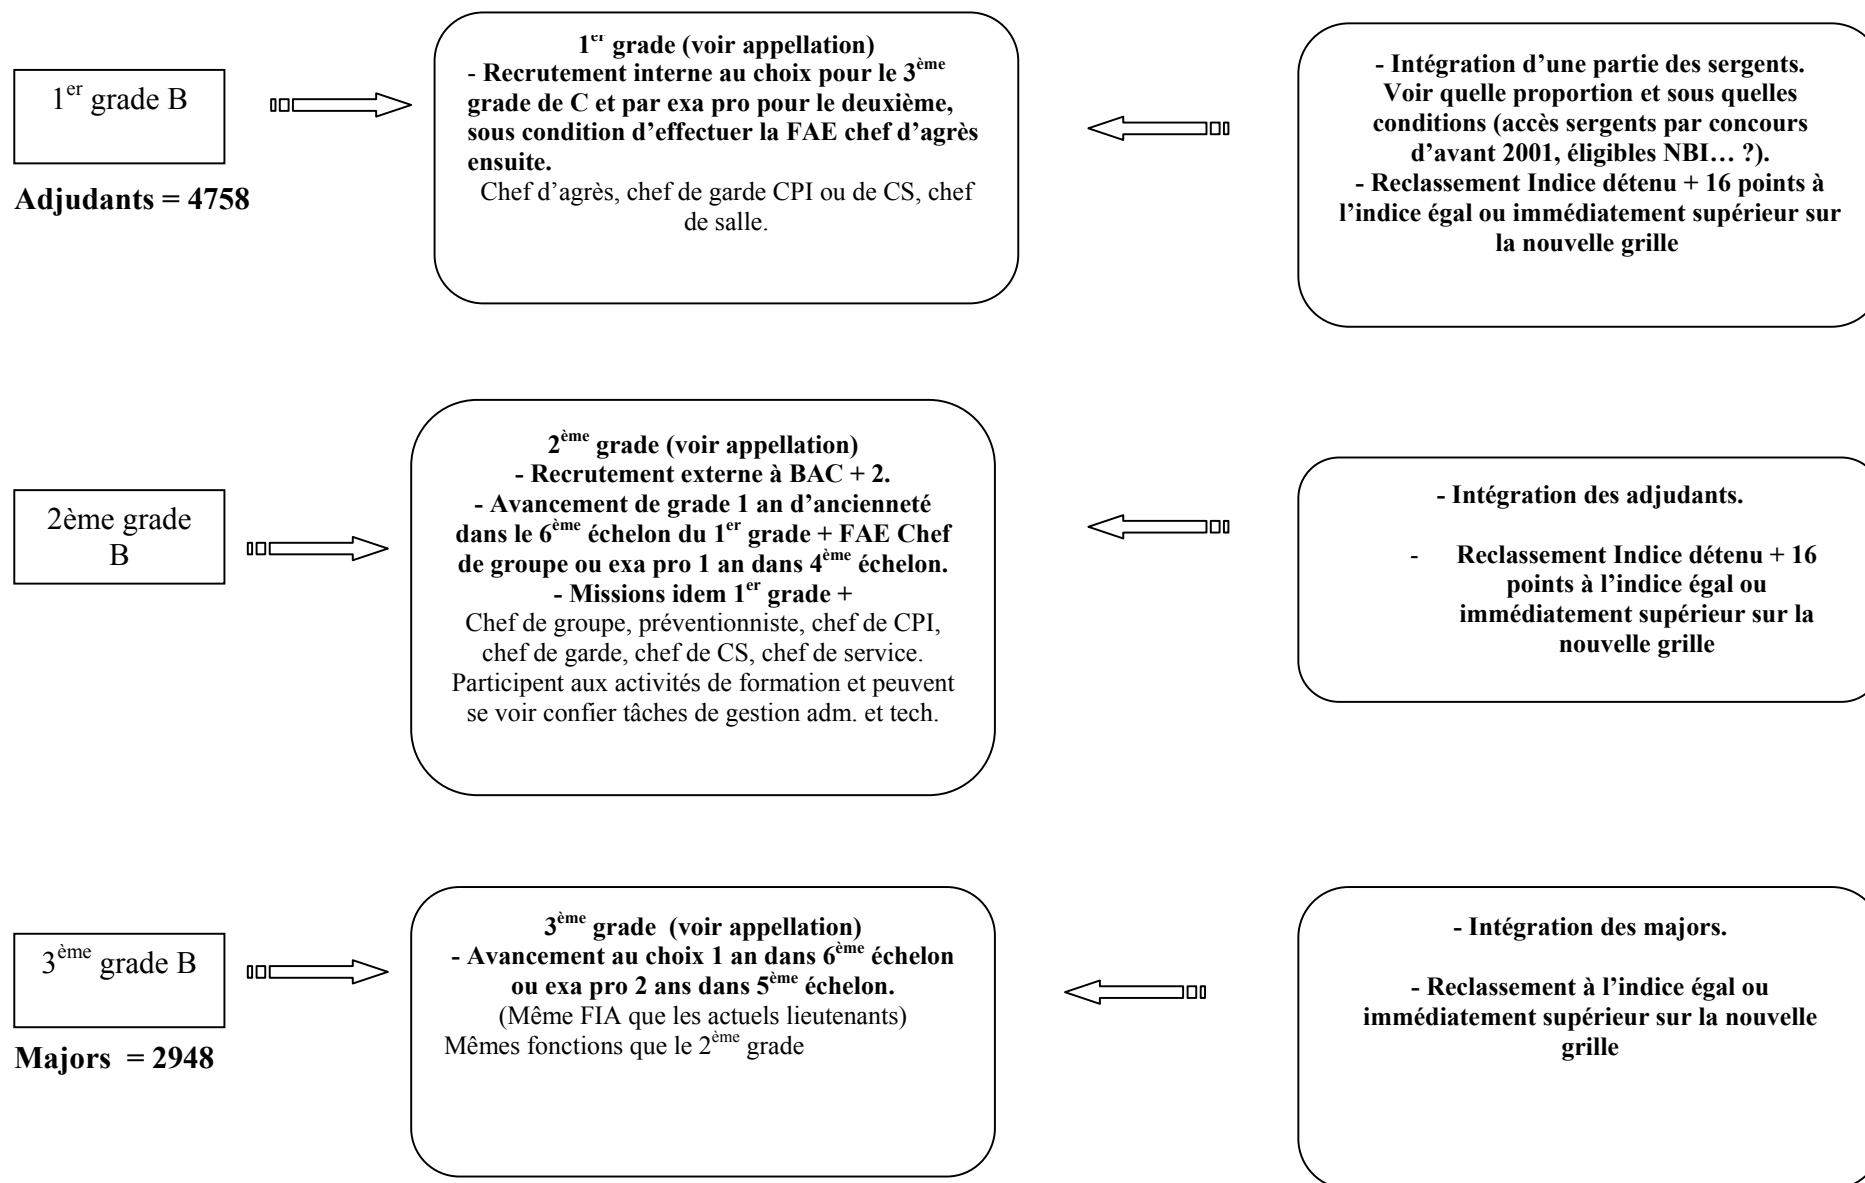 1er grade B
Adjudants = 4758
1er grade (voir appellation)
- Recrutement interne au choix pour le 3ème
grade de C et par exa pro pour le deuxième,
sous condition d’effectuer la FAE chef d’agrès
ensuite.
Chef d’agrès, chef de garde CPI ou de CS, chef
de salle.
- Intégration d’une partie des sergents.
Voir quelle proportion et sous quelles
conditions (accès sergents par concours
d’avant 2001, éligibles NBI… ?).
- Reclassement Indice détenu + 16 points à
l’indice égal ou immédiatement supérieur sur
la nouvelle grille
2ème grade
B
2ème grade (voir appellation)
- Recrutement externe à BAC + 2.
- Avancement de grade 1 an d’ancienneté
dans le 6ème échelon du 1er grade + FAE Chef
de groupe ou exa pro 1 an dans 4ème échelon.
- Missions idem 1er grade +
Chef de groupe, préventionniste, chef de CPI,
chef de garde, chef de CS, chef de service.
Participent aux activités de formation et peuvent
se voir confier tâches de gestion adm. et tech.
- Intégration des adjudants.
- Reclassement Indice détenu + 16
points à l’indice égal ou
immédiatement supérieur sur la
nouvelle grille
3ème grade B
Majors = 2948
3ème grade (voir appellation)
- Avancement au choix 1 an dans 6ème échelon
ou exa pro 2 ans dans 5ème échelon.
(Même FIA que les actuels lieutenants)
Mêmes fonctions que le 2ème grade
- Intégration des majors.
- Reclassement à l’indice égal ou
immédiatement supérieur sur la nouvelle
grille